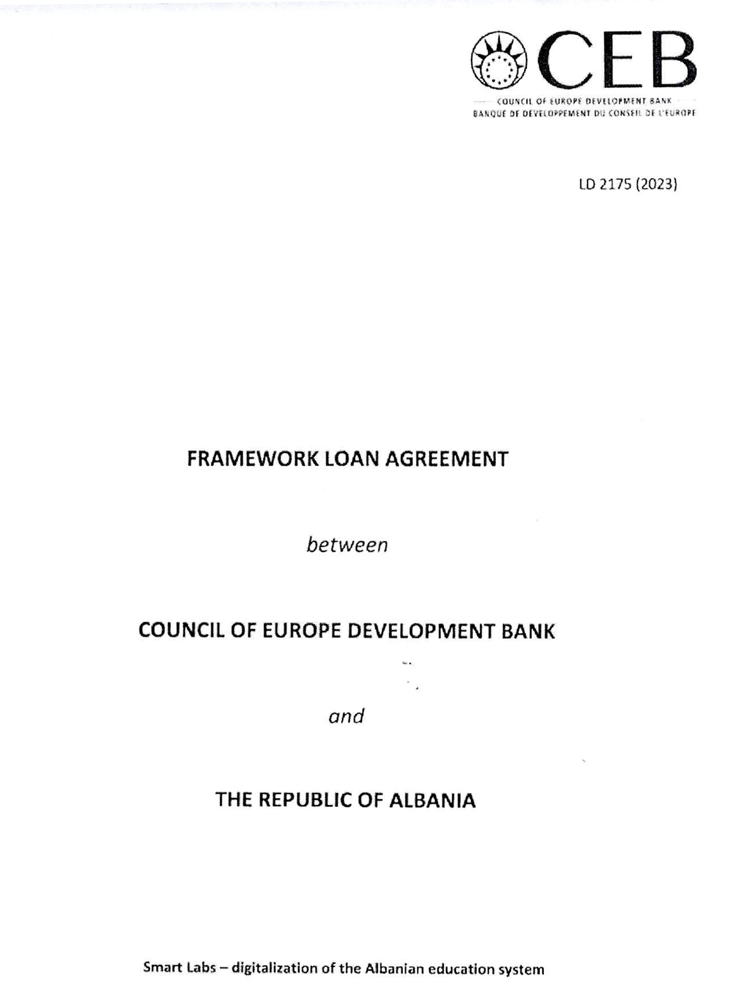 CEB
COUNCIL OF EUROPE DEVELOPMENT BANK
BANQUE DE DEVELOPPEMENT DU CONSEIL DE L'EUROPE
LD 2175 (2023)
FRAMEWORK LOAN AGREEMENT
between
COUNCIL OF EUROPE DEVELOPMENT BANK
and
THE REPUBLIC OF ALBANIA
Smart Labs – digitalization of the Albanian education system